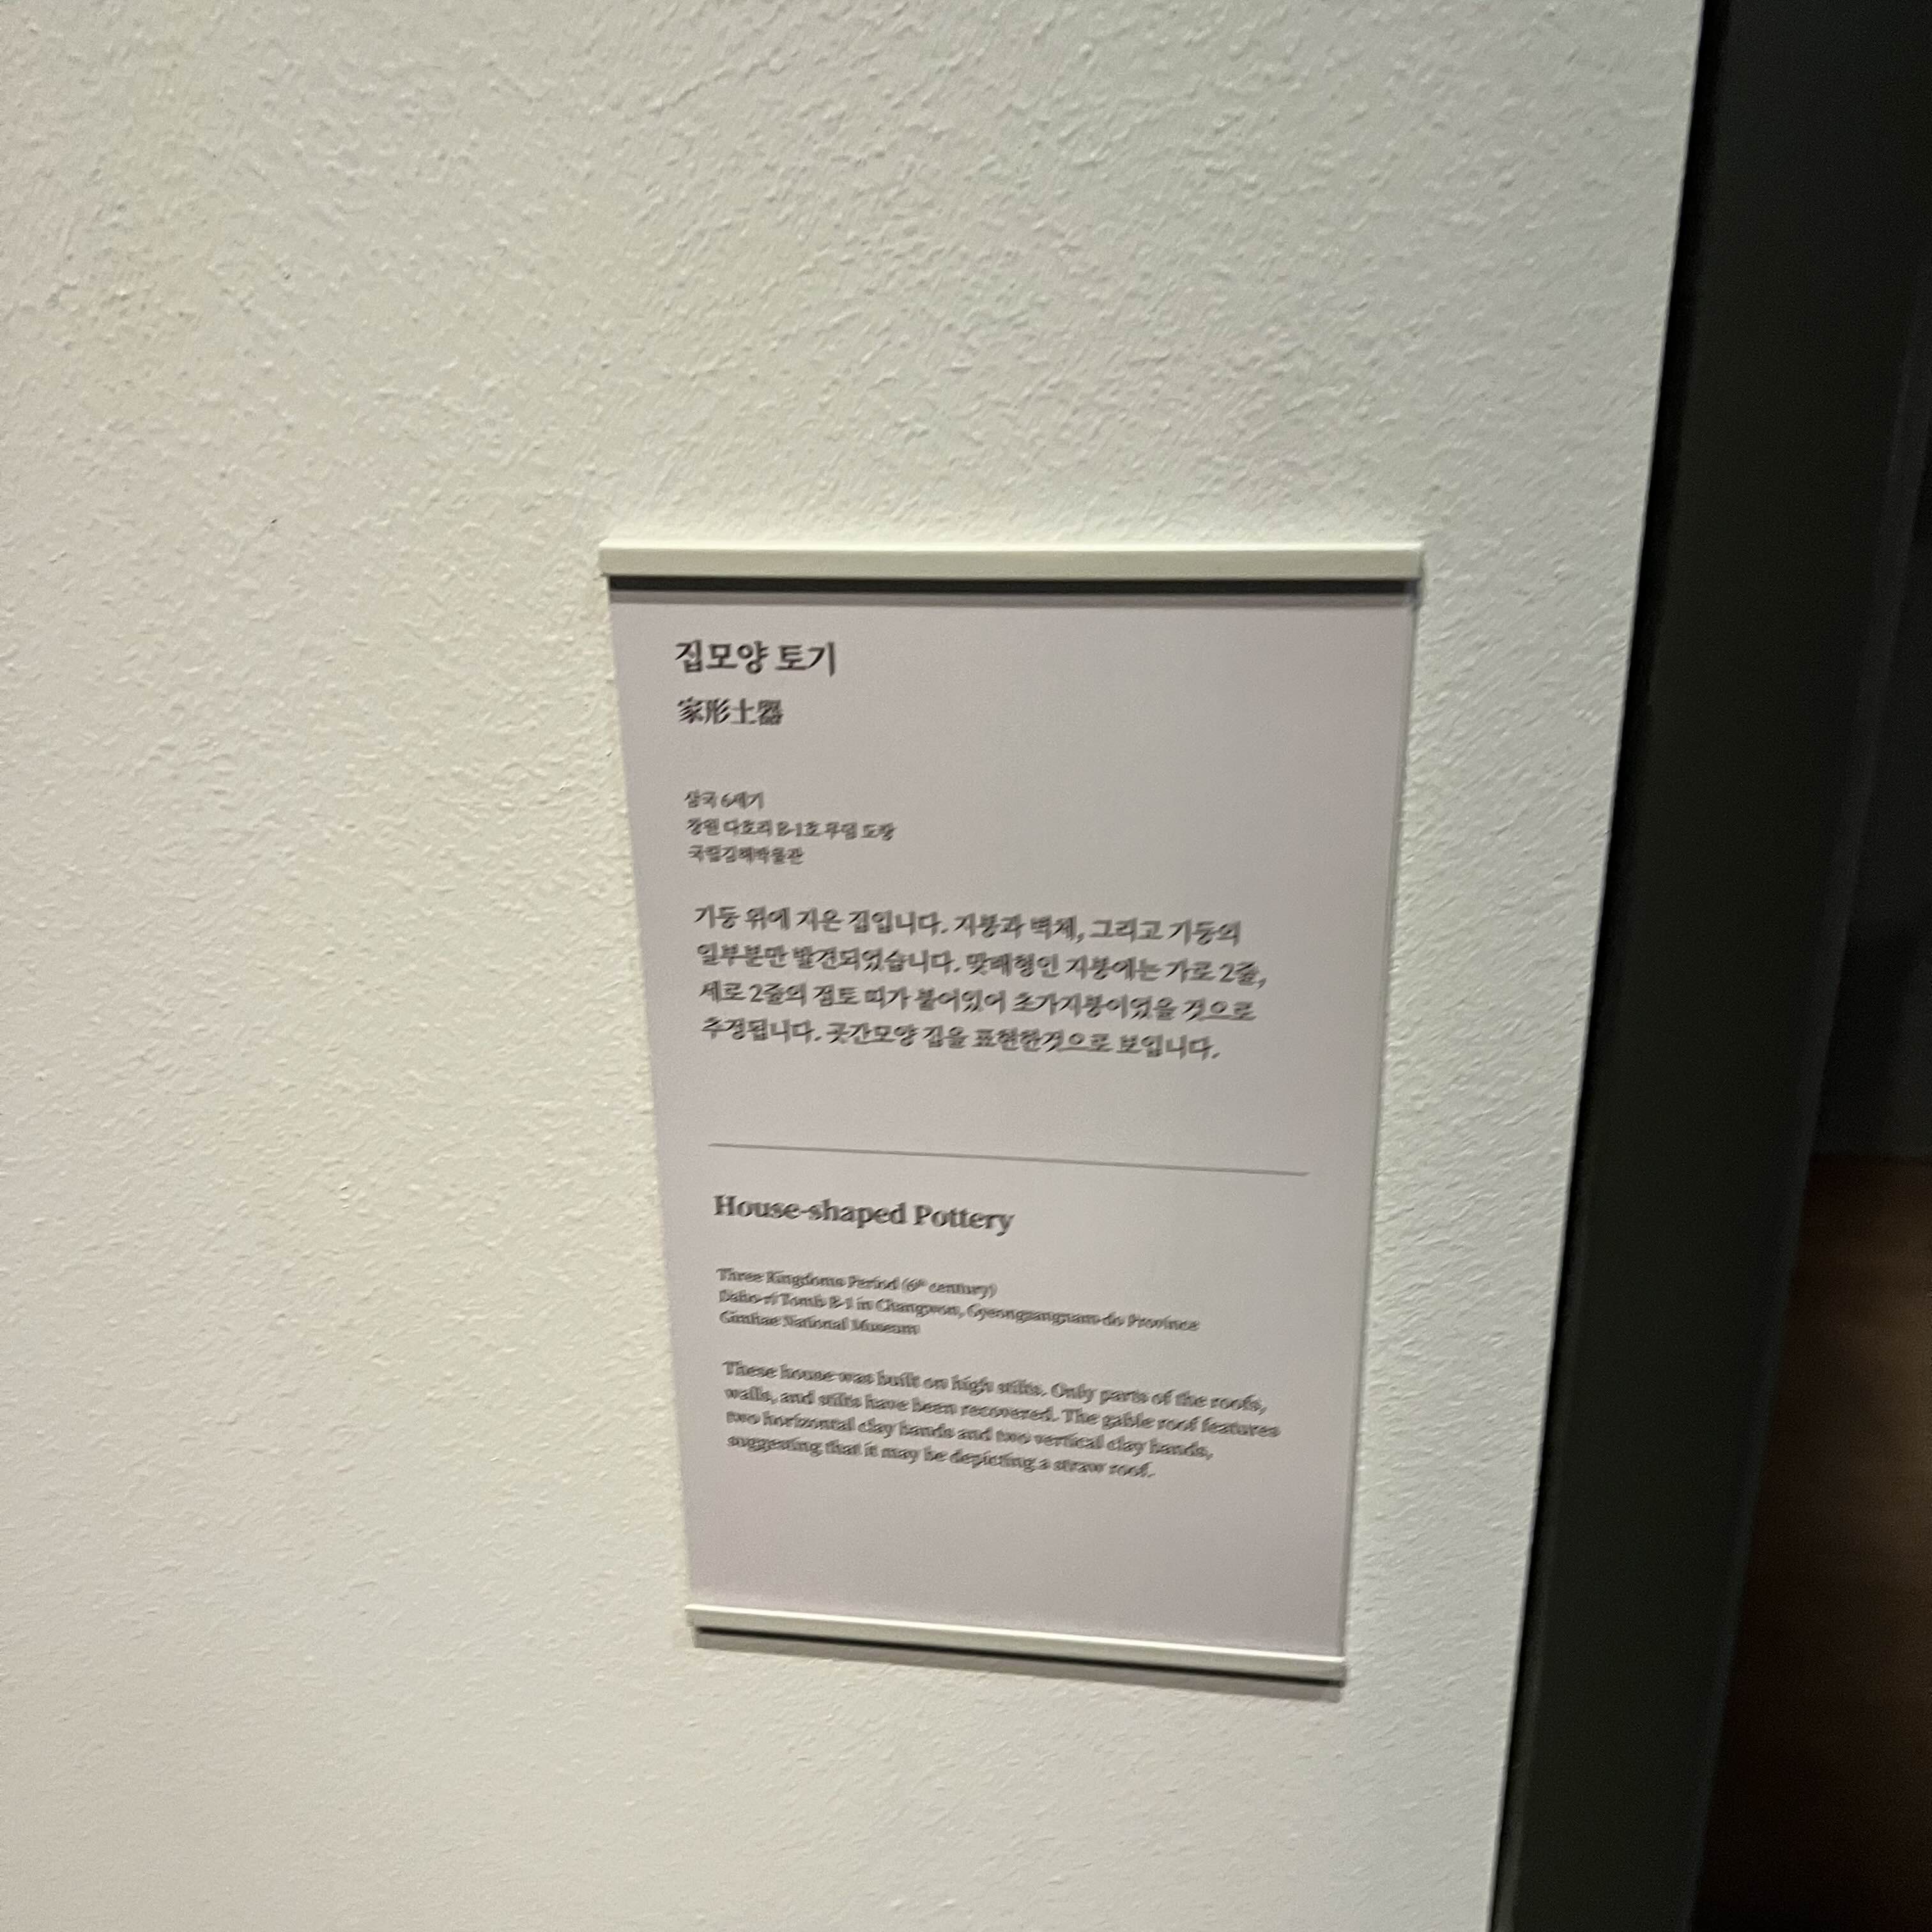 집모양 토기
家形土器
삼국 6세기
창원 다호리 B-1호 무덤 도랑
국립김해박물관
기둥 위에 지은 집입니다. 지붕과 벽체, 그리고 기둥의
일부분만 발견되었습니다. 맞배형인 지붕에는 가로 2줄,
세로 2줄의 점토 띠가 붙어있어 초가지붕이었을 것으로
추정됩니다. 곳간모양 집을 표현한것으로 보입니다.
House-shaped Pottery
Three Kingdoms Period (6th century)
Daho-ri Tomb B-1 in Changwon, Gyeongsangnam-do Province
Gimhae National Museum
These house was built on high stilts. Only parts of the roofs,
walls, and stilts have been recovered. The gable roof features
two horizontal clay bands and two vertical clay bands,
suggesting that it may be depicting a straw roof.